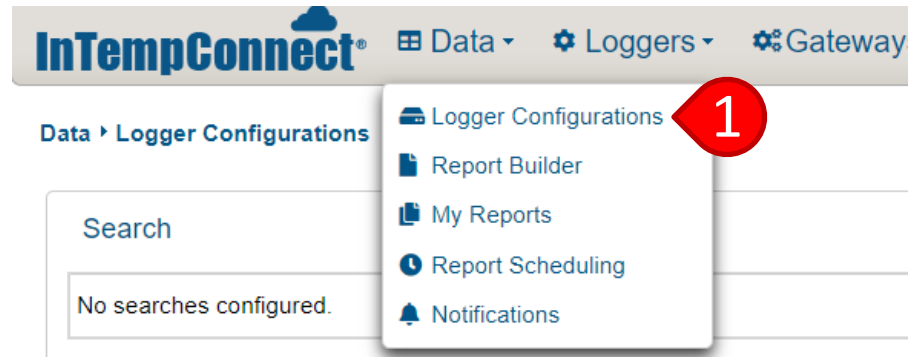 InTempConnect® Data Loggers Gateway
Logger Configurations 1
Data Logger Configurations
Report Builder
My Reports
Search
Report Scheduling
No searches configured.
Notifications